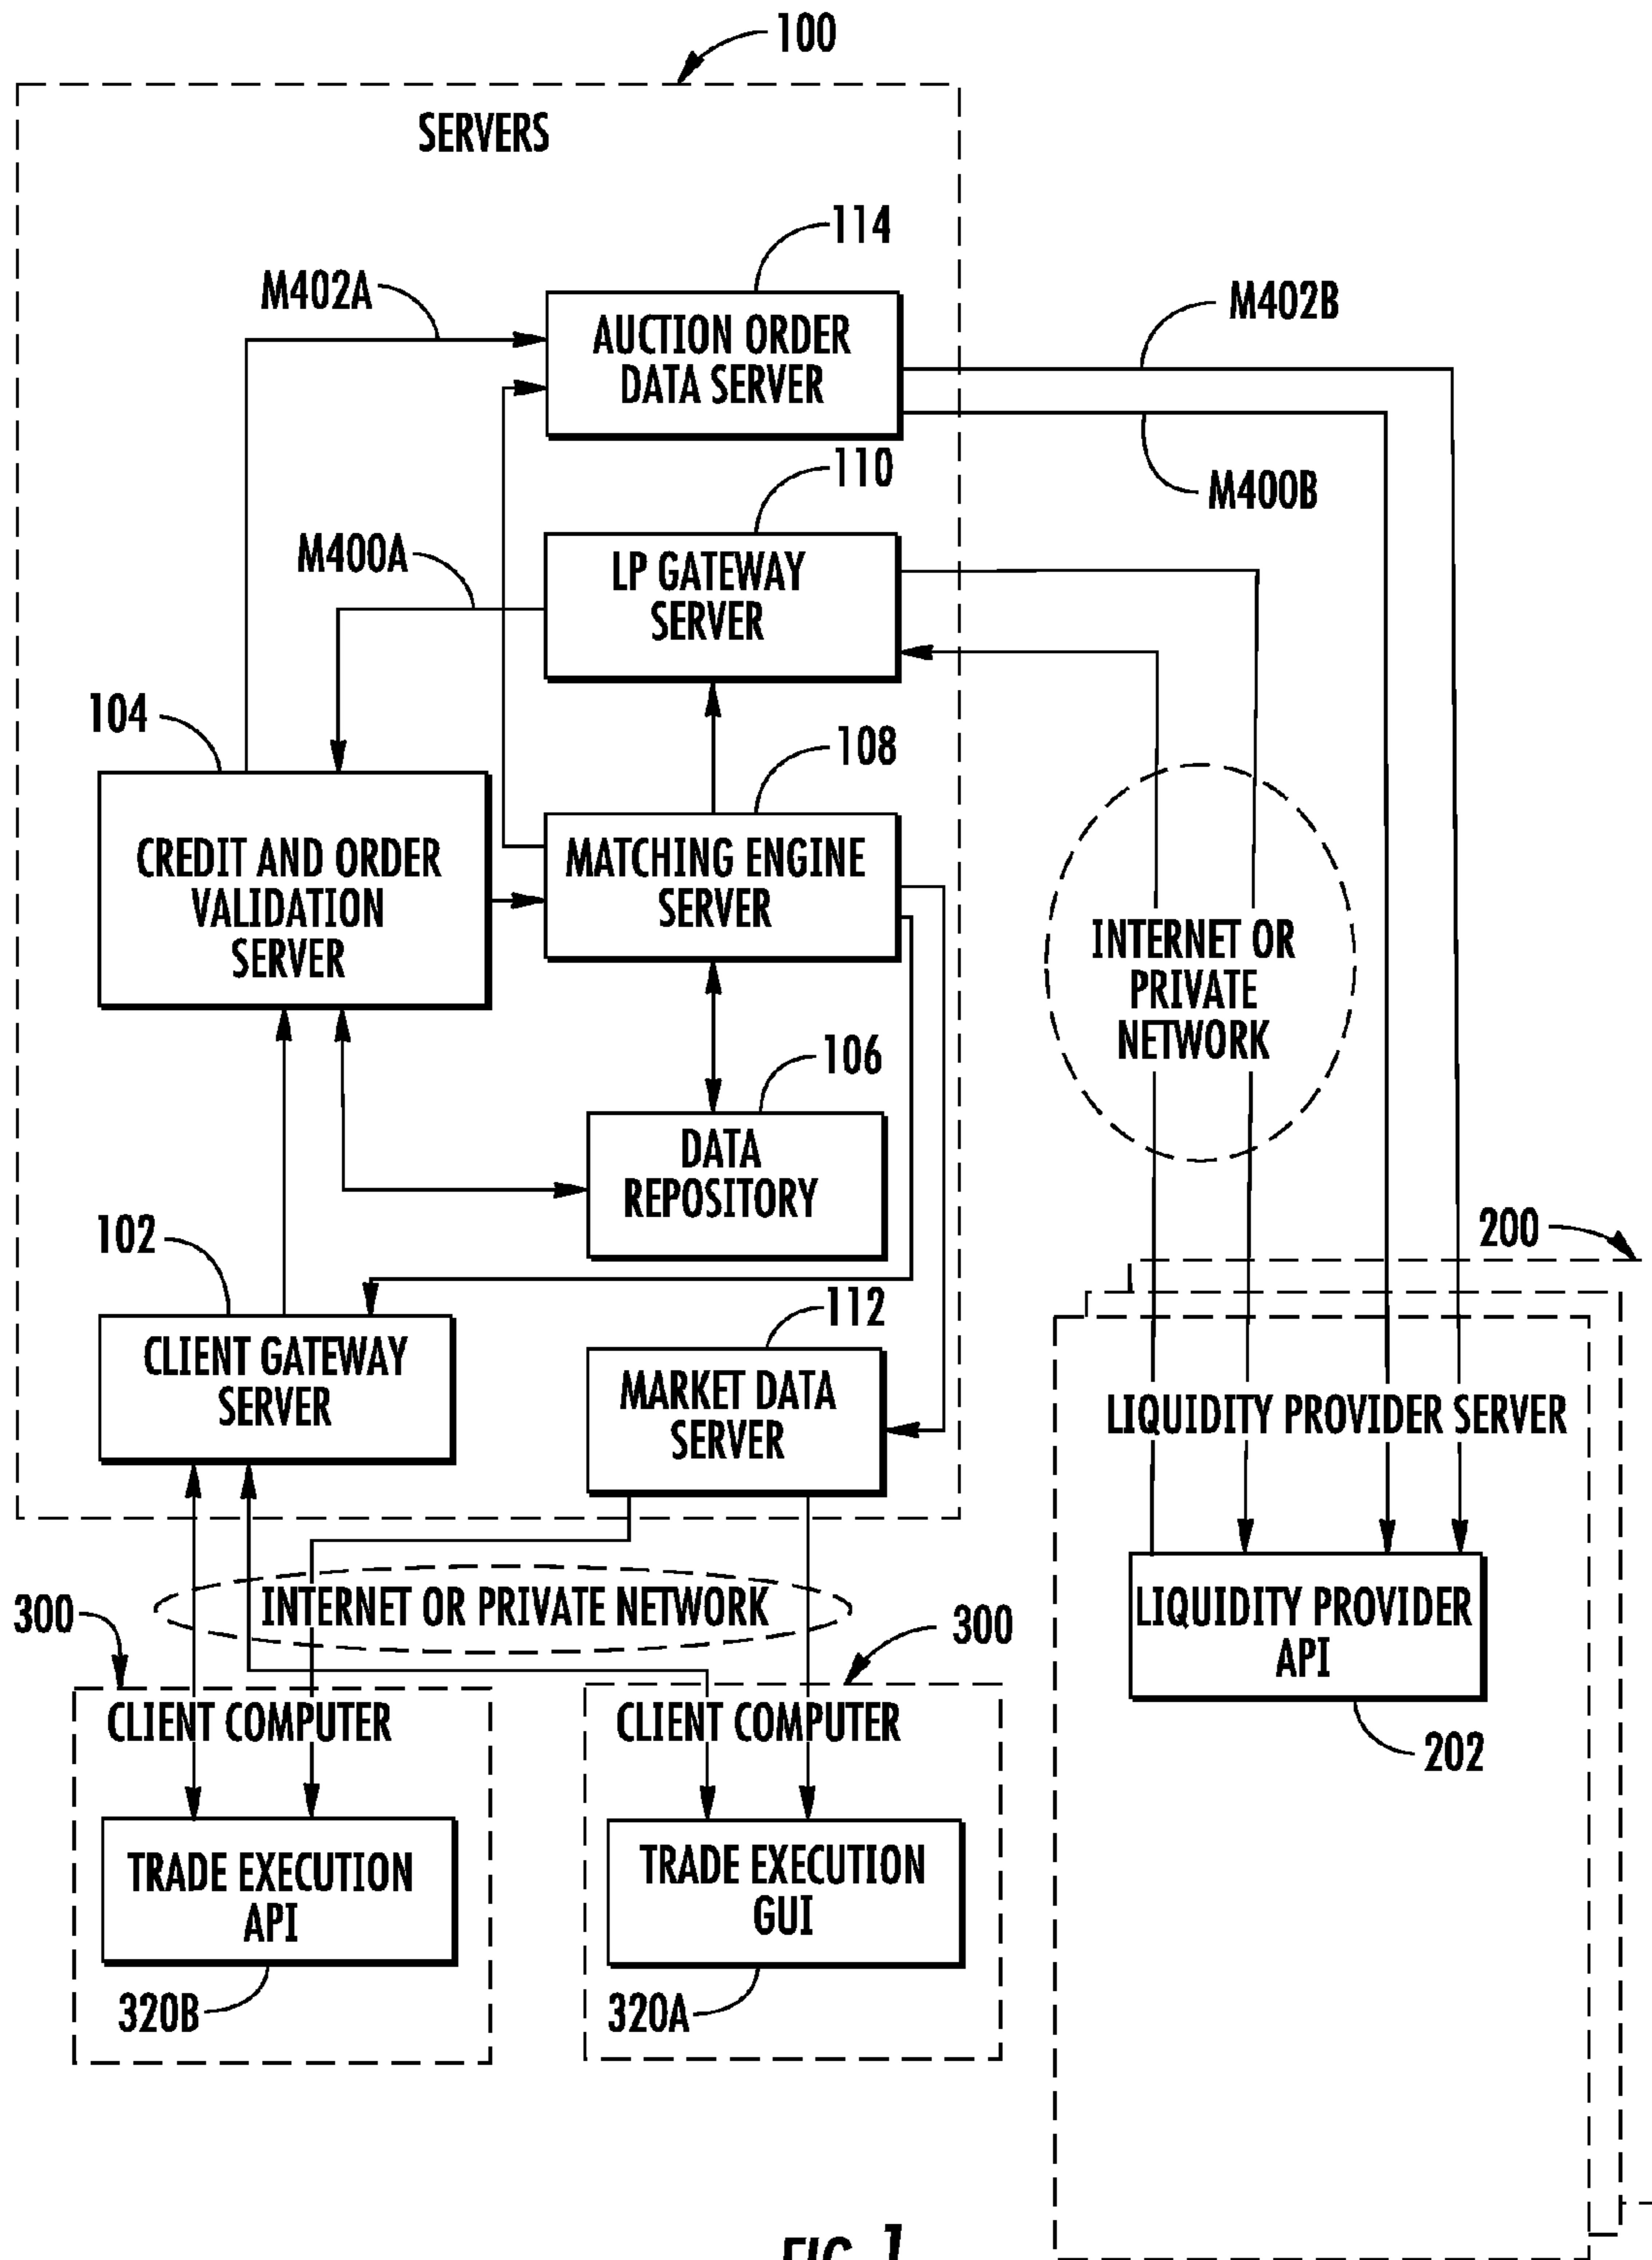 100
SERVERS
114
M402A
AUCTION ORDER
DATA SERVER
M402B
M400B
110
M400A
LP GATEWAY
SERVER
104
108
CREDIT AND ORDER
VALIDATION
SERVER
MATCHING ENGINE
SERVER
INTERNET OR
PRIVATE
NETWORK
106
DATA
REPOSITORY
102
200
112
CLIENT GATEWAY
SERVER
MARKET DATA
SERVER
LIQUIDITY PROVIDER SERVER
INTERNET OR PRIVATE NETWORK
300
300
LIQUIDITY PROVIDER
API
CLIENT COMPUTER
CLIENT COMPUTER
202
TRADE EXECUTION
API
TRADE EXECUTION
GUI
320B
320A
FIG. 1